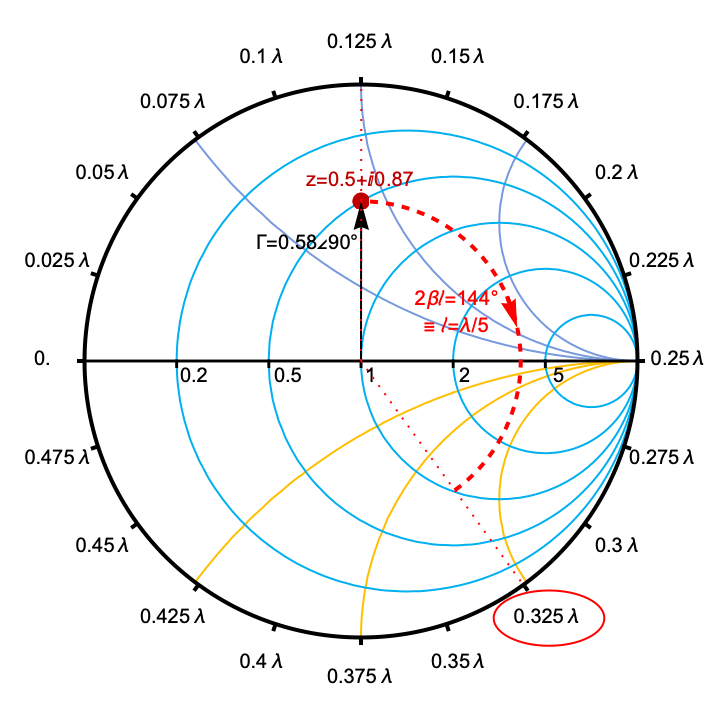 0.125 λ
0.1 λ
0.15 λ
0.075 λ
0.175 λ
0.05 λ
z=0.5+i0.87
0.2 λ
Γ=0.58∠90°
0.025 λ
0.225 λ
2βl=144°
≡ l=λ/5
0.
0.25 λ
0.2
0.5
1
2
5
0.475 λ
0.275 λ
0.45 λ
0.3 λ
0.425 λ
0.325 λ
0.4 λ
0.35 λ
0.375 λ